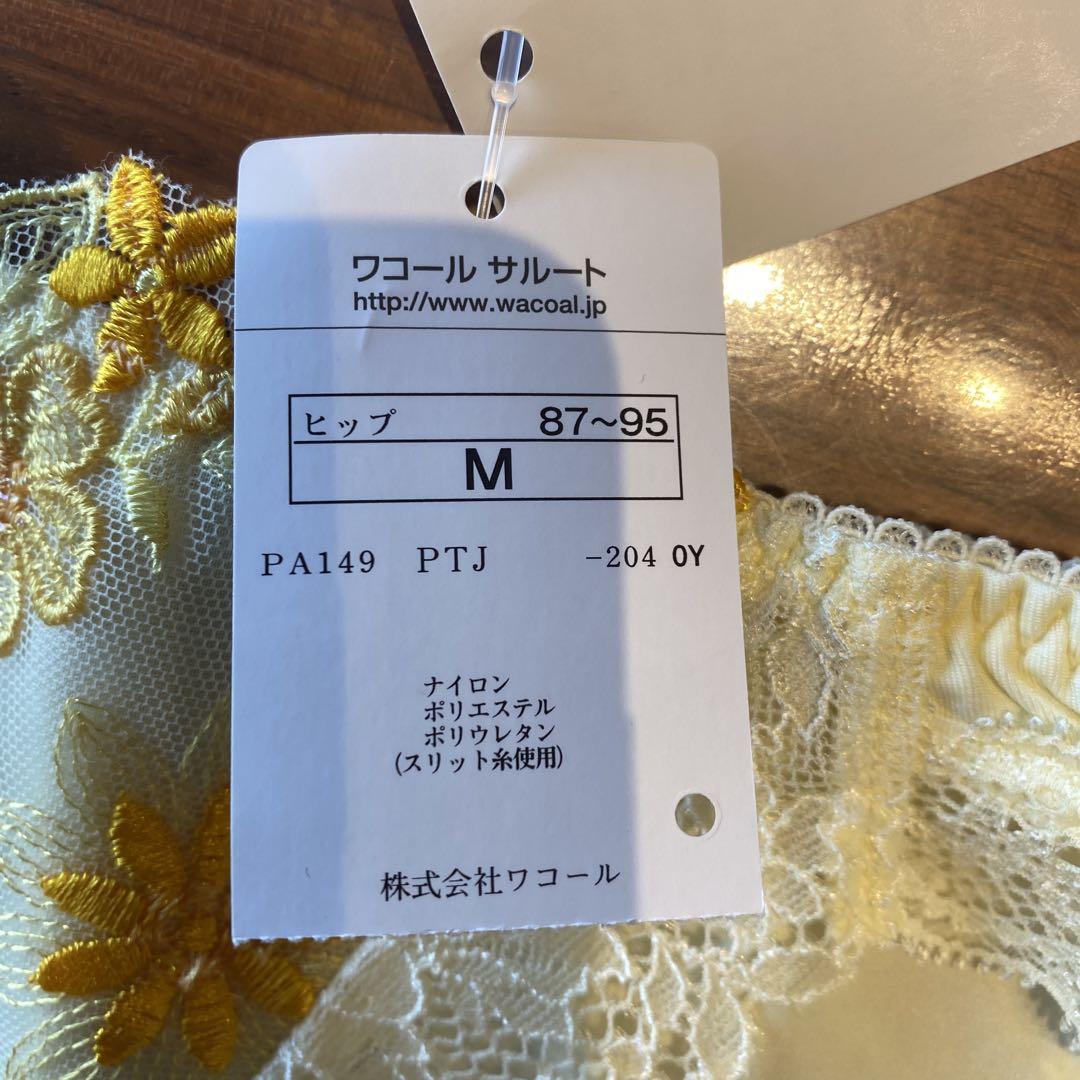 ワコール サルート
http://www.wacoal.jp
ヒップ 87~95
M
PA149 PTJ -204 OY
ナイロン
ポリエステル
ポリウレタン
(スリット糸使用)
株式会社ワコール